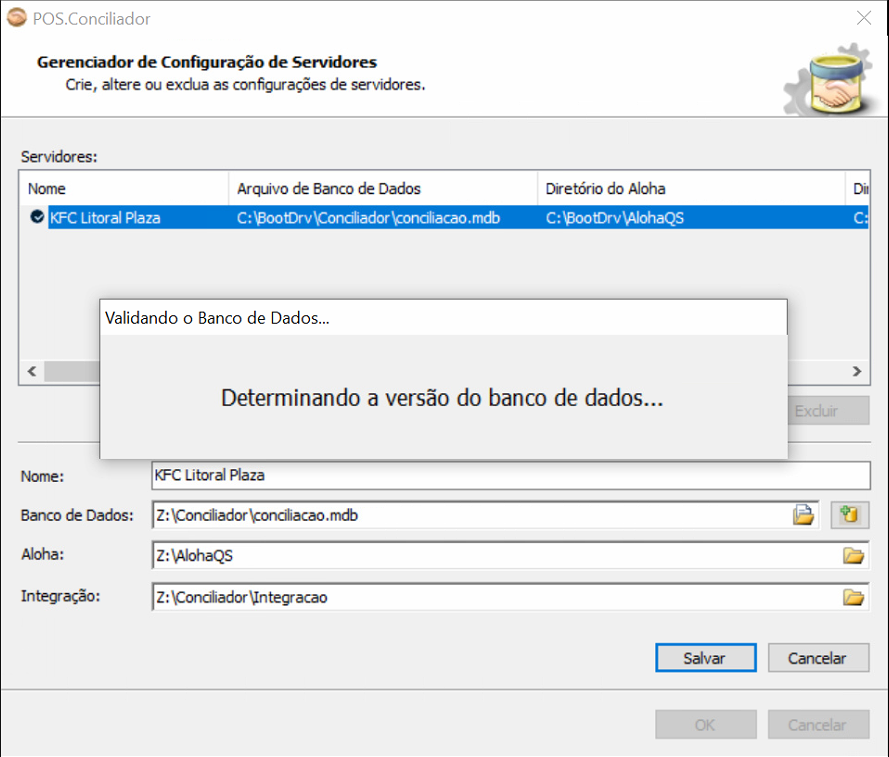 POS.Conciliador
Gerenciador de Configuração de Servidores
Crie, altere ou exclua as configurações de servidores.
Servidores:
Nome Arquivo de Banco de Dados Diretório do Aloha
KFC Litoral Plaza C:\BootDrv\Conciliador\conciliacao.mdb C:\BootDrv\AlohaQS C:
Validando o Banco de Dados...
Determinando a versão do banco de dados...
Excluir
Nome: KFC Litoral Plaza
Banco de Dados: Z:\Conciliador\conciliacao.mdb
Aloha: Z:\AlohaQS
Integração: Z:\Conciliador\Integracao
Salvar Cancelar
OK Cancelar